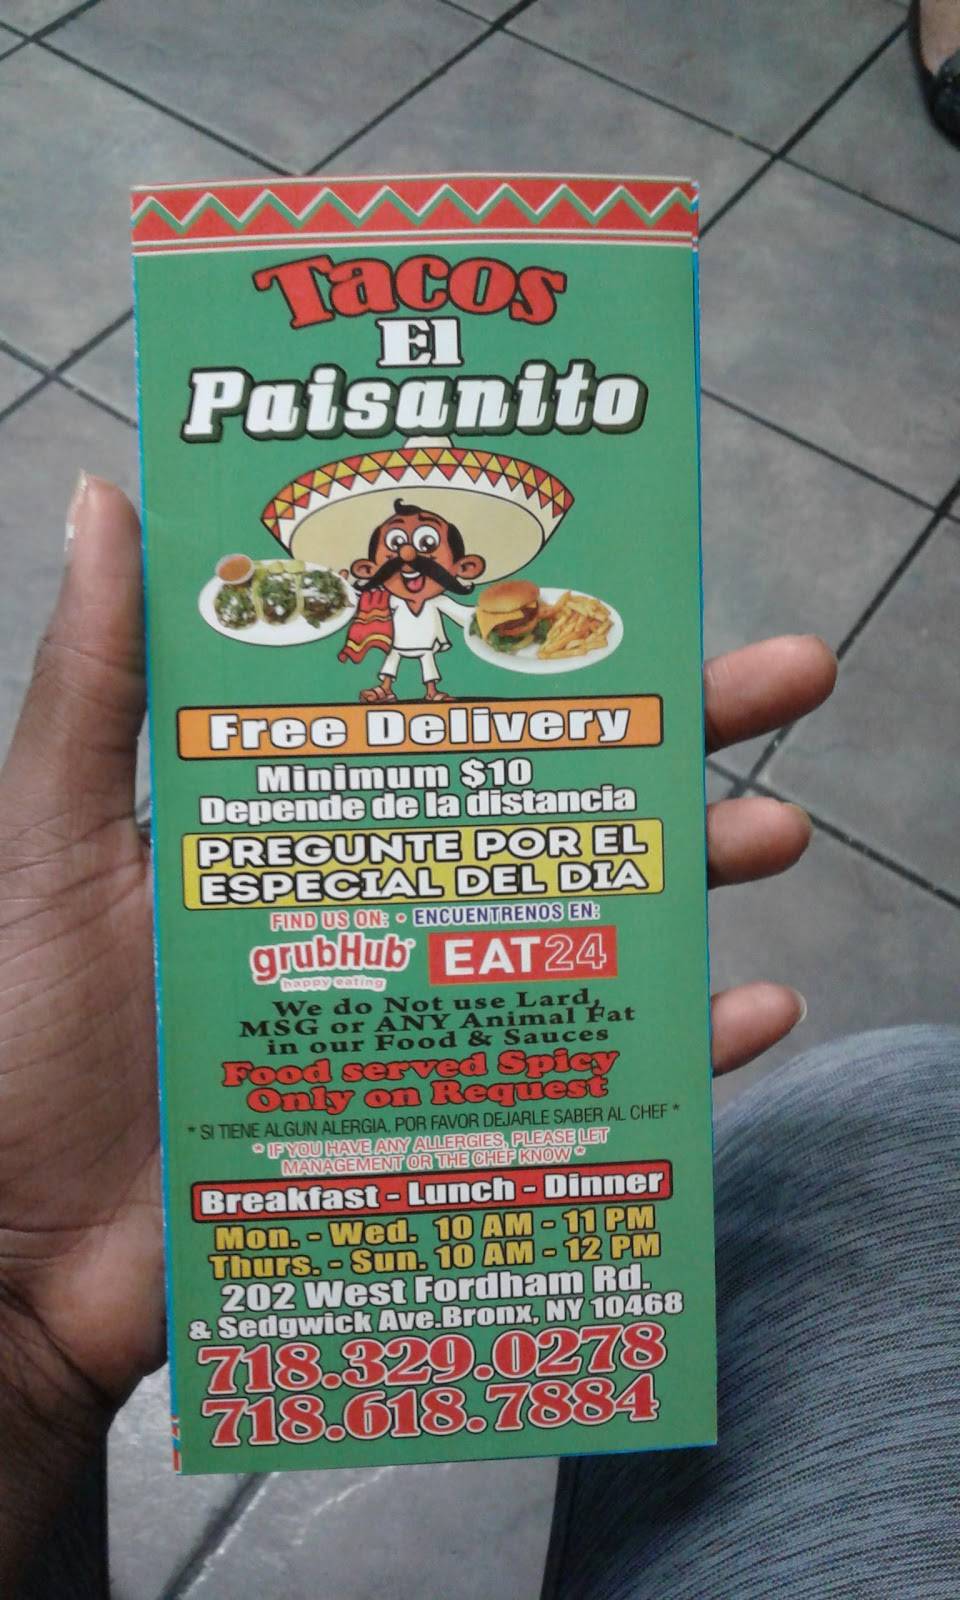 Tacos
El
Paisanito
Free Delivery
Minimum $10
Depende de la distancia
PREGUNTE POR EL
ESPECIAL DEL DIA
FIND US ON: • ENCUENTRENOS EN:
grubHub
happy eating
EAT24
We do Not use Lard,
MSG or ANY Animal Fat
in our Food & Sauces
Food served Spicy
Only on Request
* SI TIENE ALGUN ALERGIA, POR FAVOR DEJARLE SABER AL CHEF *
* IF YOU HAVE ANY ALLERGIES, PLEASE LET
MANAGEMENT OR THE CHEF KNOW *
Breakfast - Lunch - Dinner
Mon. - Wed. 10 AM - 11 PM
Thurs. - Sun. 10 AM - 12 PM
202 West Fordham Rd.
& Sedgwick Ave.Bronx, NY 10468
718.329.0278
718.618.7884